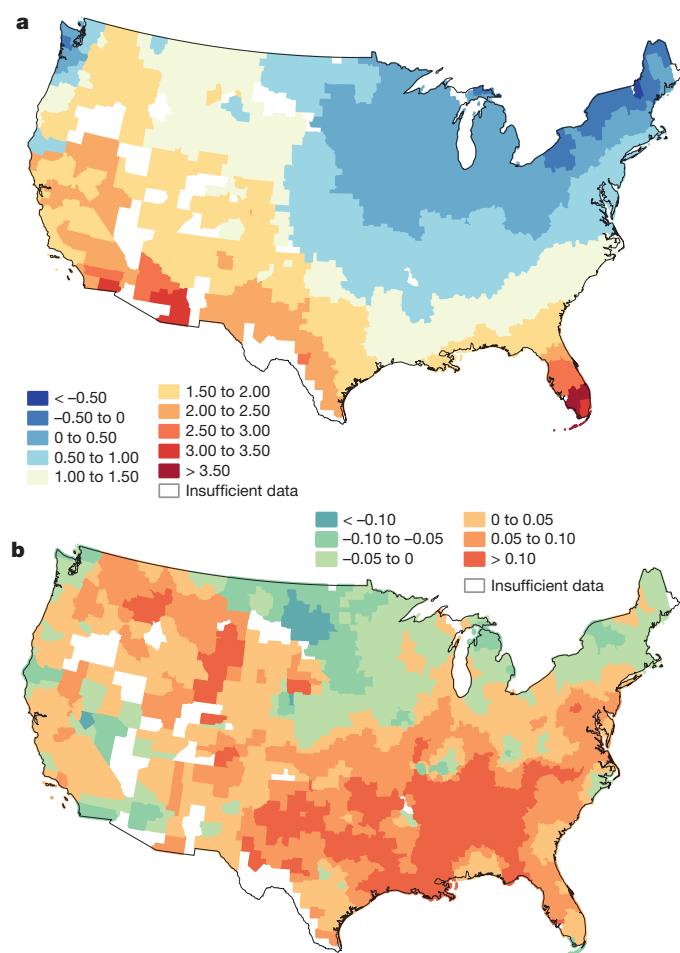 a
< –0.50
–0.50 to 0
0 to 0.50
0.50 to 1.00
1.00 to 1.50
1.50 to 2.00
2.00 to 2.50
2.50 to 3.00
3.00 to 3.50
> 3.50
Insufficient data
b
< –0.10
–0.10 to –0.05
–0.05 to 0
0 to 0.05
0.05 to 0.10
> 0.10
Insufficient data